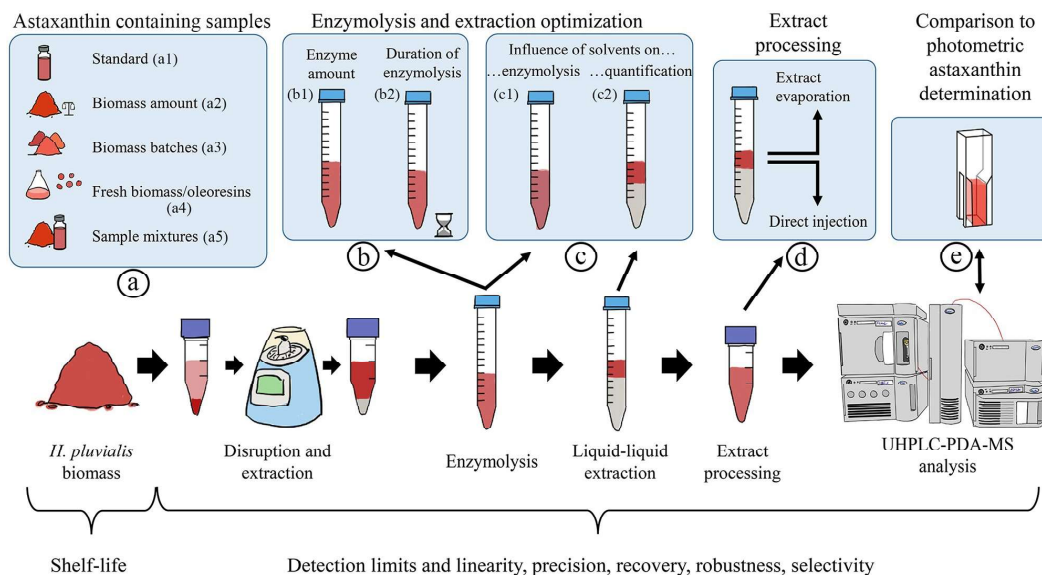 Astaxanthin containing samples
Standard (a1)
Biomass amount (a2)
Biomass batches (a3)
Fresh biomass/oleoresins
(a4)
Sample mixtures (a5)
a
Enzymolysis and extraction optimization
Enzyme
amount
(b1)
Duration of
enzymolysis
(b2)
b
Influence of solvents on…
…enzymolysis
(c1)
…quantification
(c2)
c
Extract
processing
Extract
evaporation
Direct injection
d
Comparison to
photometric
astaxanthin
determination
e
II. pluvialis
biomass
Disruption and
extraction
Enzymolysis
Liquid-liquid
extraction
Extract
processing
UHPLC-PDA-MS
analysis
Shelf-life
Detection limits and linearity, precision, recovery, robustness, selectivity